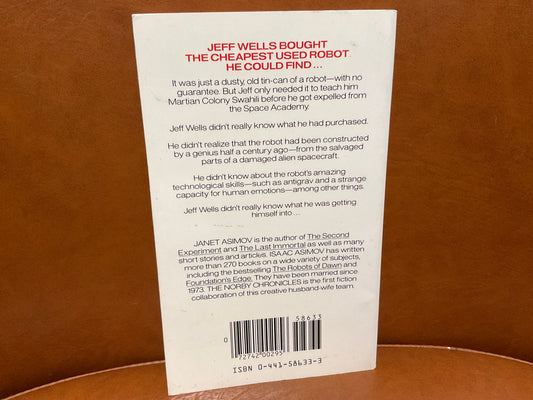 JEFF WELLS BOUGHT
THE CHEAPEST USED ROBOT
HE COULD FIND...
It was just a dusty, old tin-can of a robot—with no
guarantee. But Jeff only needed it to teach him
Martian Colony Swahili before he got expelled from
the Space Academy.
Jeff Wells didn't really know what he had purchased.
He didn't realize that the robot had been constructed
by a genius half a century ago—from the salvaged
parts of a damaged alien spacecraft.
He didn't know about the robot's amazing
technological skills—such as antigrav and a strange
capacity for human emotions—among other things.
Jeff Wells didn't really know what he was getting
himself into...
JANET ASIMOV is the author of The Second
Experiment and The Last Immortal as well as many
short stories and articles. ISAAC ASIMOV has written
more than 270 books on a wide variety of subjects,
including the bestselling The Robots of Dawn and
Foundation's Edge. They have been married since
1973. THE NORBY CHRONICLES is the first fiction
collaboration of this creative husband-wife team.
58633
0
72742 00295
ISBN 0-441-58633-3